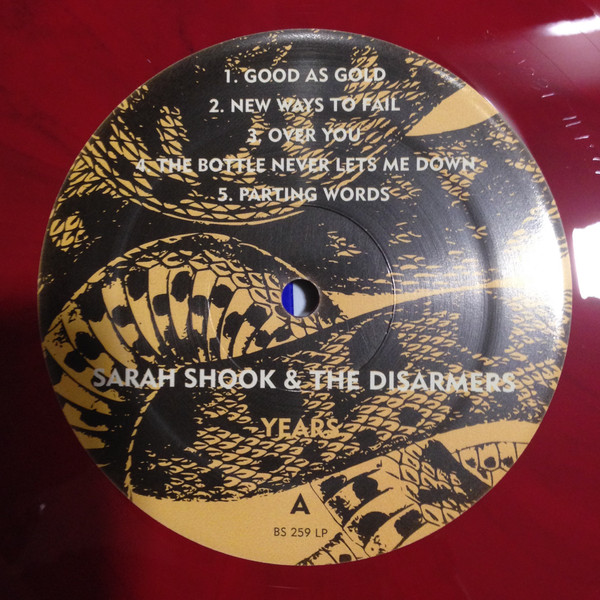 1. GOOD AS GOLD
2. NEW WAYS TO FAIL
3. OVER YOU
4. THE BOTTLE NEVER LETS ME DOWN
5. PARTING WORDS
SARAH SHOOK & THE DISARMERS
YEARS
A
BS 259 LP